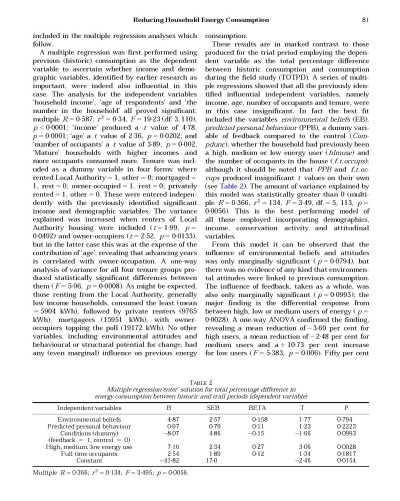 Reducing Household Energy Consumption 81
included in the multiple regression analyses which
follow.
A multiple regression was first performed using
previous (historic) consumption as the dependent
variable to ascertain whether income and demo-
graphic variables, identified by earlier research as
important, were indeed also influential in this
case. The analysis for the independent variables
'household income', 'age of respondents' and 'the
number in the household' all proved significant:
multiple R=0·587, r²=0·34, F=19·23 (df 3, 110),
p<0·0001; 'income' produced a t value of 4·78,
p=0·0001; 'age' a t value of 2·36, p=0·0202; and
'number of occupants' a t value of 3·89, p=0·002.
'Mature' households with higher incomes and
more occupants consumed more. Tenure was incl-
uded as a dummy variable in four forms: where
rented Local Authority = 1, other = 0; mortgaged =
1, rest = 0; owner-occupied = 1, rest = 0; privately
rented = 1, other = 0. These were entered indepen-
dently with the previously identified significant
income and demographic variables. The variance
explained was increased when renters of Local
Authority housing were included (t=1·99, p=
0·0492) and owner-occupiers (t=2·52, p=0·0133),
but in the latter case this was at the expense of the
contribution of 'age', revealing that advancing years
is correlated with owner-occupation. A one-way
analysis of variance for all four tenure groups pro-
duced statistically significant differences between
them (F=5·96, p=0·0008). As might be expected,
those renting from the Local Authority, generally
low income households, consumed the least (mean
=5904 kWh), followed by private renters (9765
kWh), mortgagees (15951 kWh), with owner-
occupiers topping the poll (19172 kWh). No other
variables, including environmental attitudes and
behavioural or structural potential for change, had
any (even marginal) influence on previous energy
consumption.
These results are in marked contrast to those
produced for the trial period employing the depen-
dent variable as the total percentage difference
between historic consumption and consumption
during the field study (TOTPD). A series of multi-
ple regressions showed that all the previously iden-
tified influential independent variables, namely
income, age, number of occupants and tenure, were
in this case insignificant. In fact the best fit
included the variables environmental beliefs (EB),
predicted personal behaviour (PPB), a dummy vari-
able of feedback compared to the control (Con-
pdum), whether the household had previously been
a high, medium or low energy user (hlmuse) and
the number of occupants in the house (f.t.occups);
although it should be noted that PPB and f.t.oc-
cups produced insignificant t values on their own
(see Table 2). The amount of variance explained by
this model was statistically greater than 0 (multi-
ple R=0·366, r²=134, F=3·49, df.=5, 113, p=
0·0056). This is the best performing model of
all those employed incorporating demographics,
income, conservation activity and attitudinal
variables.
From this model it can be observed that the
influence of environmental beliefs and attitudes
was only marginally significant (p=0·0794), but
there was no evidence of any kind that environmen-
tal attitudes were linked to previous consumption.
The influence of feedback, taken as a whole, was
also only marginally significant (p=0·0993); the
major finding is the differential response from
between high, low or medium users of energy (p=
0·0028). A one-way ANOVA confirmed the finding,
revealing a mean reduction of −3·69 per cent for
high users, a mean reduction of −2·48 per cent for
medium users and a+10·73 per cent increase
for low users (F=5·383, p=0·006). Fifty per cent
TABLE 2
Multiple regression'enter' solution for total percentage difference in
energy consumption between historic and trail periods (dependent variable)
Independent variables B SEB BETA T P
Environmental beliefs 4·87 2·57 0·158 1·77 0·794
Predicted personal behaviour 0·97 0·79 0·11 1·23 0·2223
Conditions (dummy) −8·07 4·86 −0·15 −1·66 0·0993
(feedback = 1, control = 0)
High, medium, low energy use 7·16 2·34 0·27 3·06 0·0028
Full time occupants 2·54 1·89 0·12 1·34 0·1817
Constant −41·82 17·0 −2·46 0·0154
Multiple R=0·366; r²=0·134; F=3·495; p=0·0056.